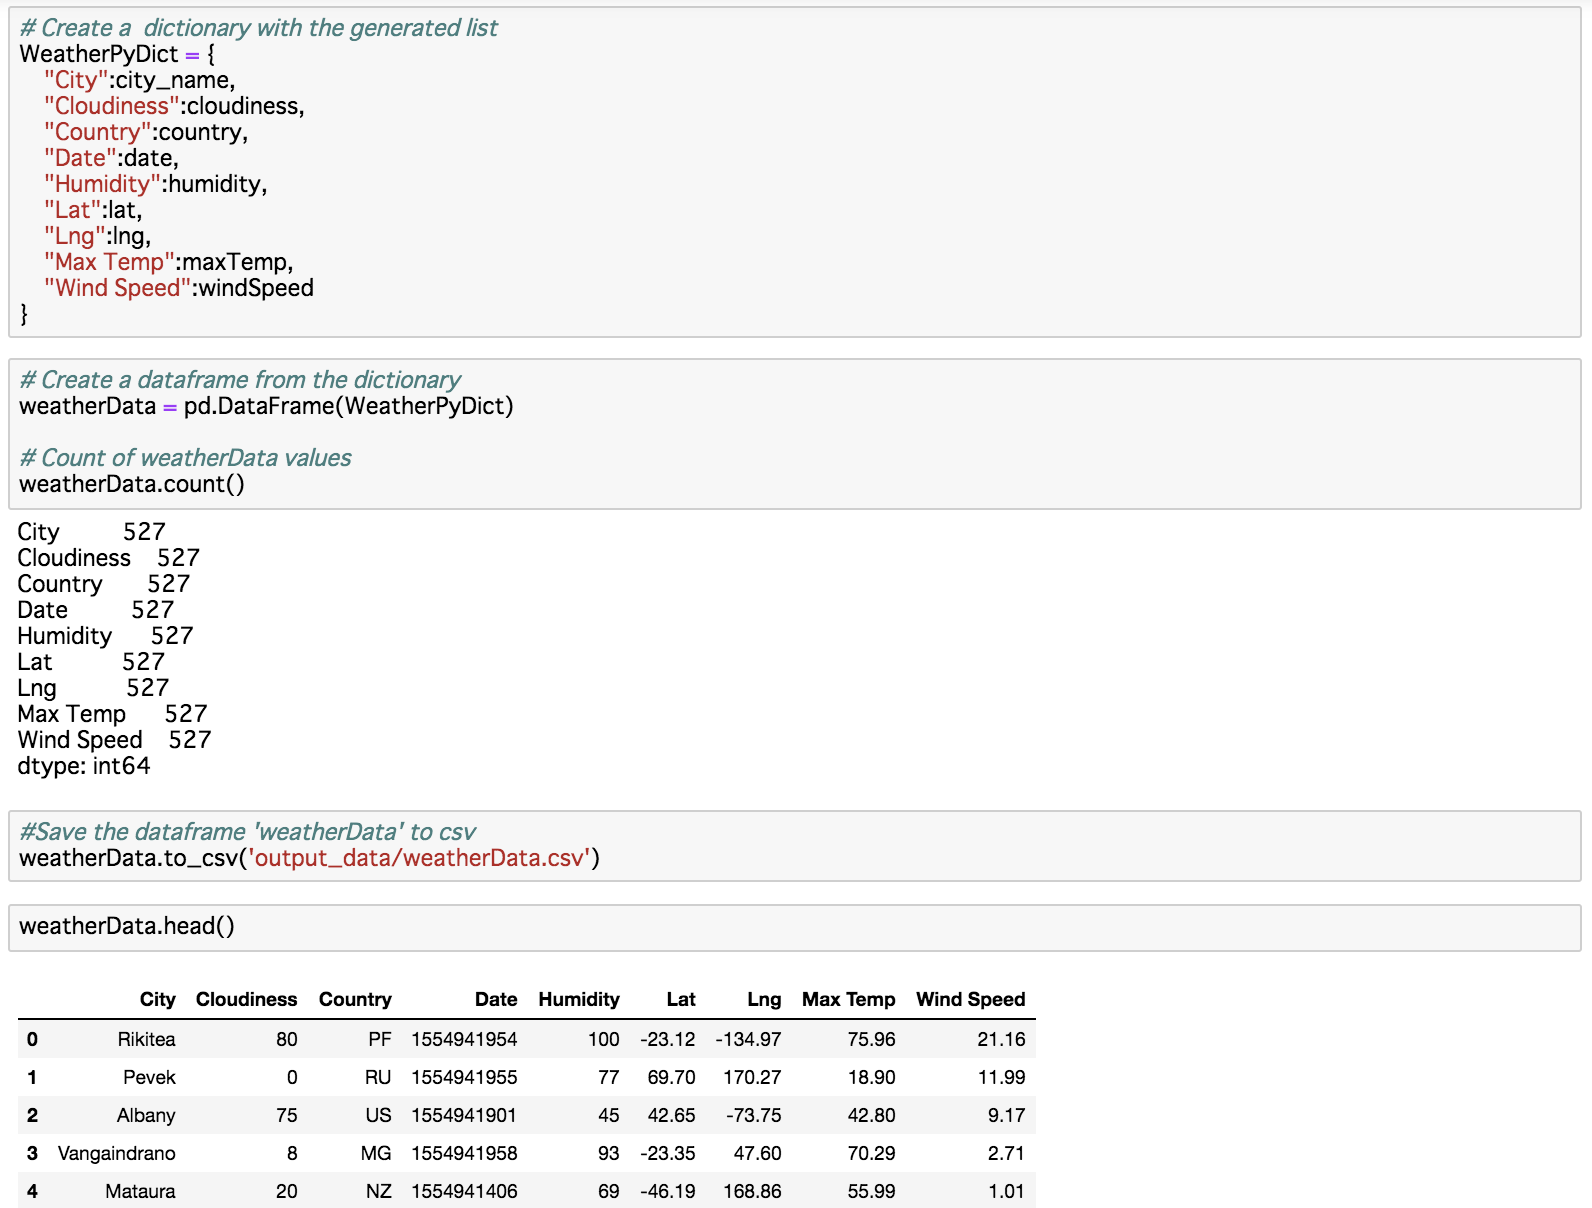 # Create a  dictionary with the generated list
WeatherPyDict = {
    "City":city_name,
    "Cloudiness":cloudiness,
    "Country":country,
    "Date":date,
    "Humidity":humidity,
    "Lat":lat,
    "Lng":lng,
    "Max Temp":maxTemp,
    "Wind Speed":windSpeed
}
# Create a dataframe from the dictionary
weatherData = pd.DataFrame(WeatherPyDict)
# Count of weatherData values
weatherData.count()
City          527
Cloudiness    527
Country       527
Date          527
Humidity      527
Lat           527
Lng           527
Max Temp      527
Wind Speed    527
dtype: int64
#Save the dataframe 'weatherData' to csv
weatherData.to_csv('output_data/weatherData.csv')
weatherData.head()
City Cloudiness Country Date Humidity Lat Lng Max Temp Wind Speed
0 Rikitea 80 PF 1554941954 100 -23.12 -134.97 75.96 21.16
1 Pevek 0 RU 1554941955 77 69.70 170.27 18.90 11.99
2 Albany 75 US 1554941901 45 42.65 -73.75 42.80 9.17
3 Vangaindrano 8 MG 1554941958 93 -23.35 47.60 70.29 2.71
4 Mataura 20 NZ 1554941406 69 -46.19 168.86 55.99 1.01